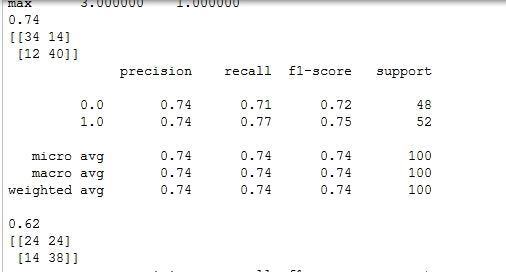 max 3.000000 1.000000
0.74
[[34 14]
[12 40]]
precision recall f1-score support
0.0 0.74 0.71 0.72 48
1.0 0.74 0.77 0.75 52
micro avg 0.74 0.74 0.74 100
macro avg 0.74 0.74 0.74 100
weighted avg 0.74 0.74 0.74 100
0.62
[[24 24]
[14 38]]